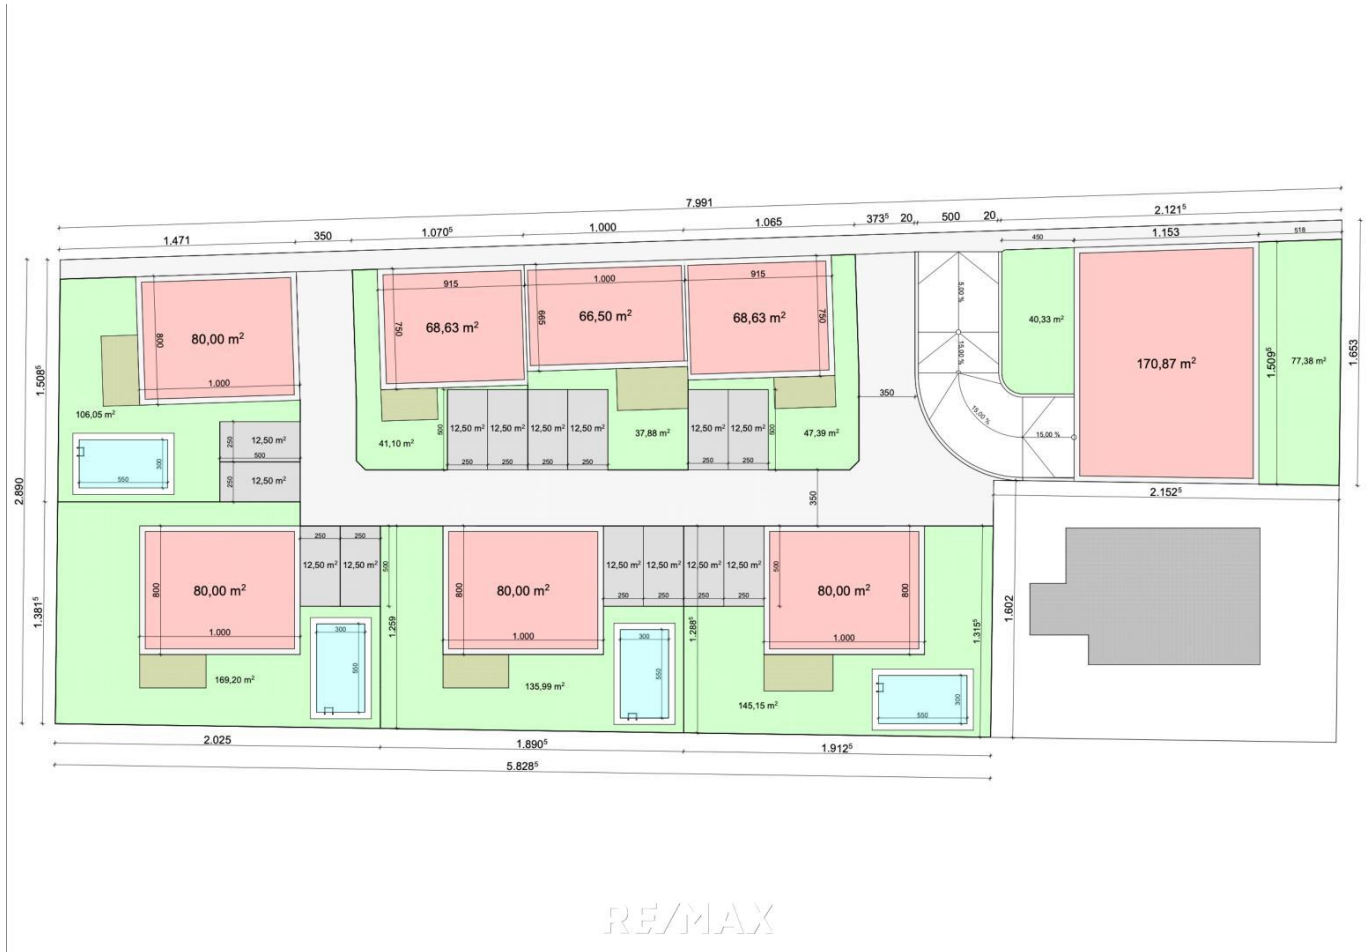 7.991
1.471
350
1.070⁵
1.000
1.065
373⁵
20
500
20
2.121⁵
450
1.153
518
915
1.000
915
800
80,00 m²
1.000
750
68,63 m²
665
66,50 m²
68,63 m²
750
5,00 %
15,00 %
15,00 %
15,00 %
40,33 m²
170,87 m²
1.509⁵
77,38 m²
1.653
1.508⁵
2.890
106,05 m²
250
12,50 m²
500
250
12,50 m²
300
550
41,10 m²
500
12,50 m²
12,50 m²
12,50 m²
12,50 m²
250
250
250
37,88 m²
12,50 m²
12,50 m²
250
250
500
47,39 m²
350
350
2.152⁵
1.381⁵
800
80,00 m²
1.000
250
250
12,50 m²
12,50 m²
500
1.259
169,20 m²
300
550
800
80,00 m²
1.000
12,50 m²
12,50 m²
12,50 m²
12,50 m²
250
250
250
250
1.288⁵
135,99 m²
300
550
500
80,00 m²
800
1.000
145,15 m²
300
550
1.315⁵
1.602
2.025
1.890⁵
1.912⁵
5.828⁵
RE/MAX